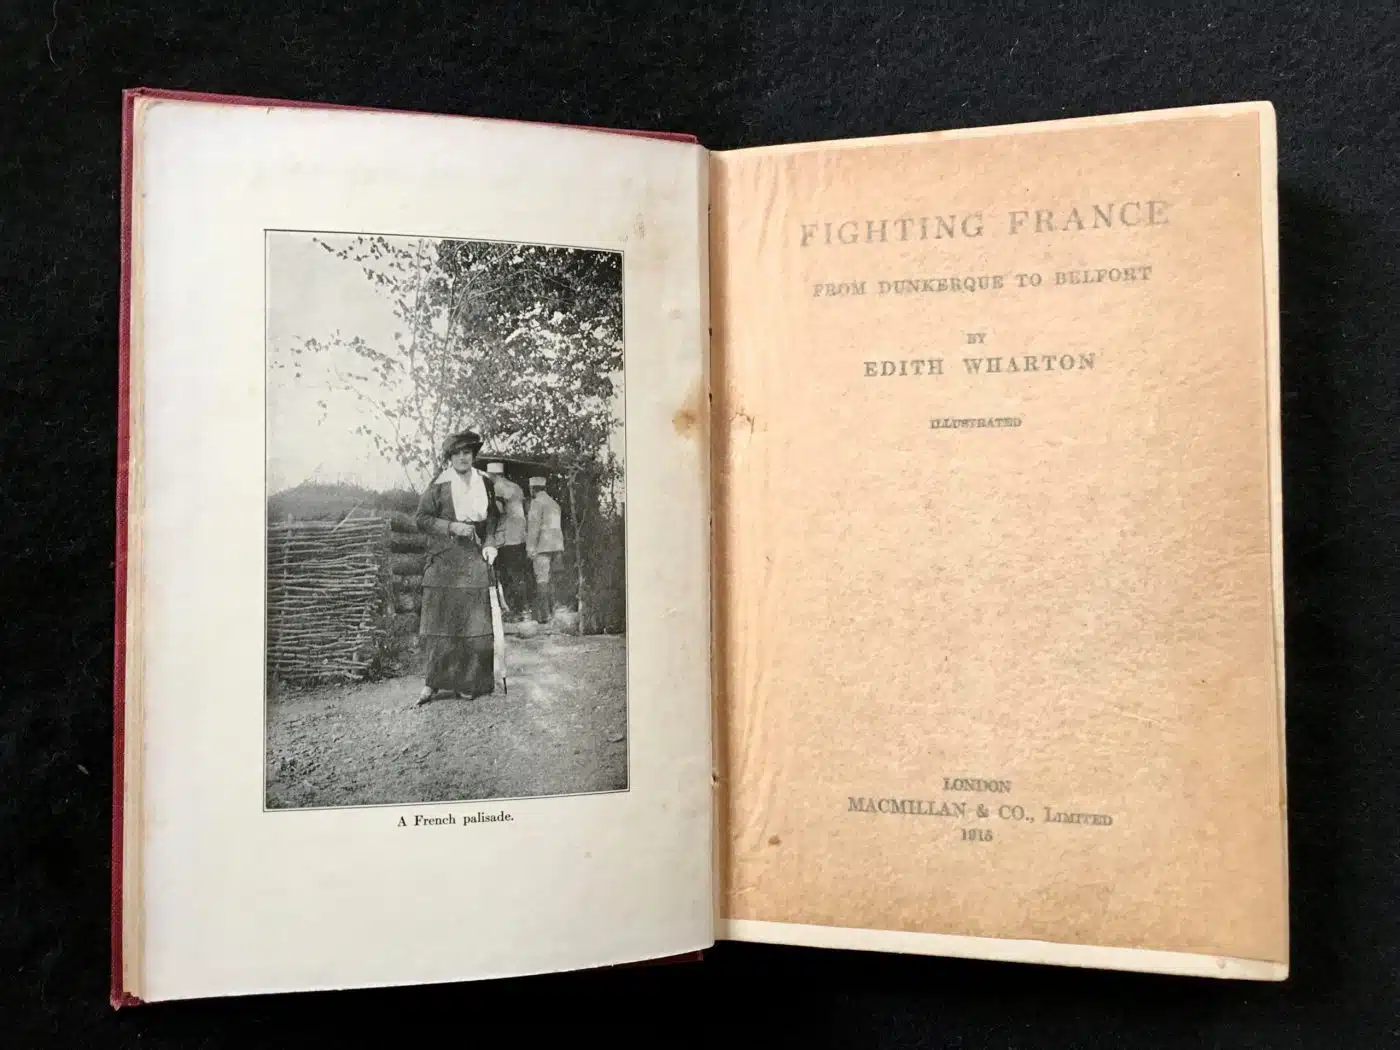 A French palisade.
FIGHTING FRANCE
FROM DUNKERQUE TO BELFORT
BY
EDITH WHARTON
ILLUSTRATED
LONDON
MACMILLAN & CO., LIMITED
1915